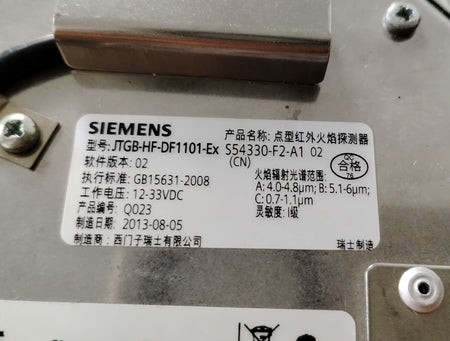 SIEMENS
产品名称: 点型红外火焰探测器
型号: JTGB-HF-DF1101-Ex S54330-F2-A1 02
(CN)
软件版本: 02
执行标准: GB15631-2008
工作电压: 12-33VDC
产品编号: Q023
制造日期: 2013-08-05
制造商: 西门子瑞士有限公司
QC
合格
78
火焰辐射光谱范围:
A: 4.0-4.8μm; B: 5.1-6μm;
C: 0.7-1.1μm
灵敏度: I级
瑞士制造